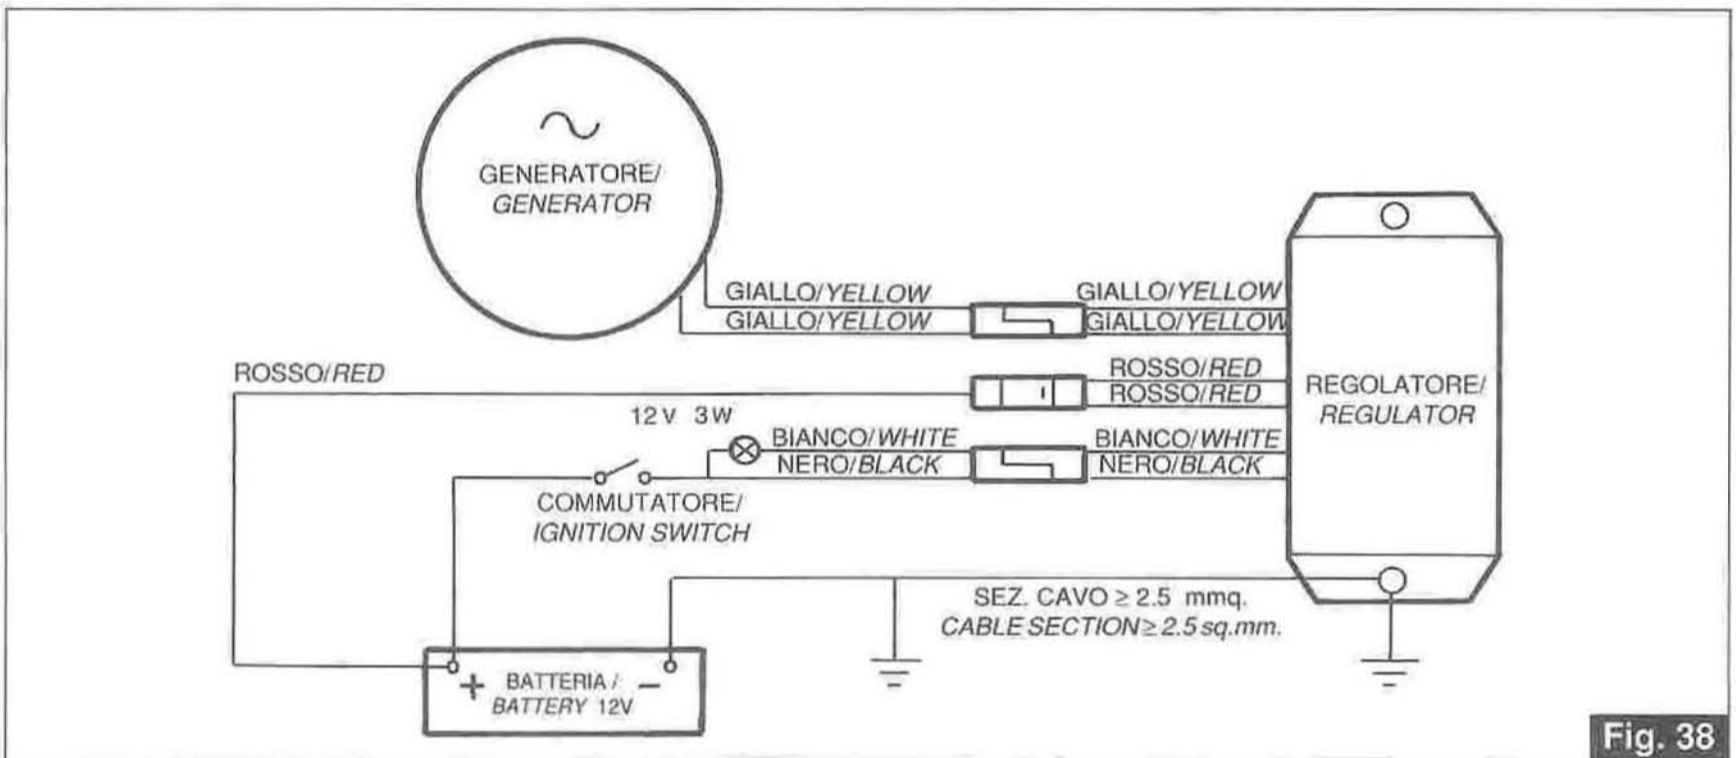 GENERATORE/
GENERATOR
GIALLO/YELLOW
GIALLO/YELLOW
GIALLO/YELLOW
GIALLO/YELLOW
ROSSO/RED
ROSSO/RED
ROSSO/RED
REGOLATORE/
REGULATOR
12 V 3 W
BIANCO/WHITE
NERO/BLACK
BIANCO/WHITE
NERO/BLACK
COMMUTATORE/
IGNITION SWITCH
SEZ. CAVO ≥ 2.5 mmq.
CABLE SECTION ≥ 2.5 sq.mm.
+ BATTERIA / −
BATTERY 12V
Fig. 38